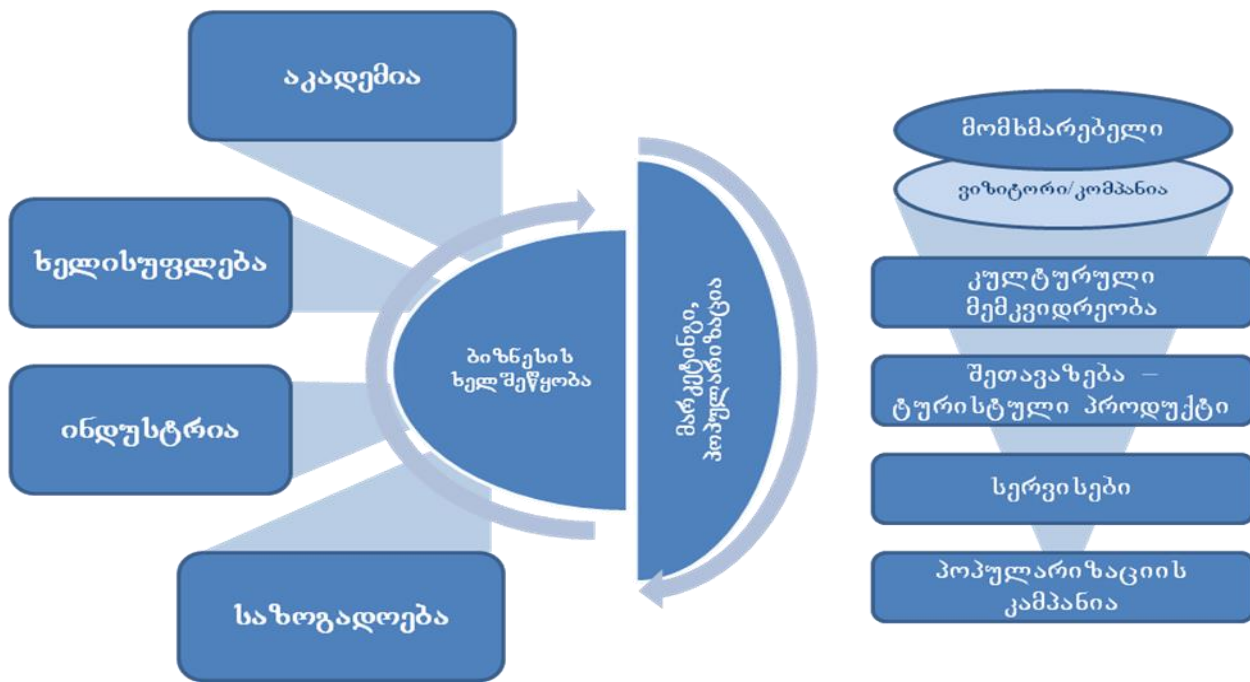 აკადემია
ხელისუფლება
ინდუსტრია
საზოგადოება
ბიზნესის
ხელშეწყობა
მარკეტინგი,
პოპულარიზაცია
მომხმარებელი
ვიზიტორი/კომპანია
კულტურული
მემკვიდრეობა
შეთავაზება –
ტურისტული პროდუქტი
სერვისები
პოპულარიზაციის
კამპანია